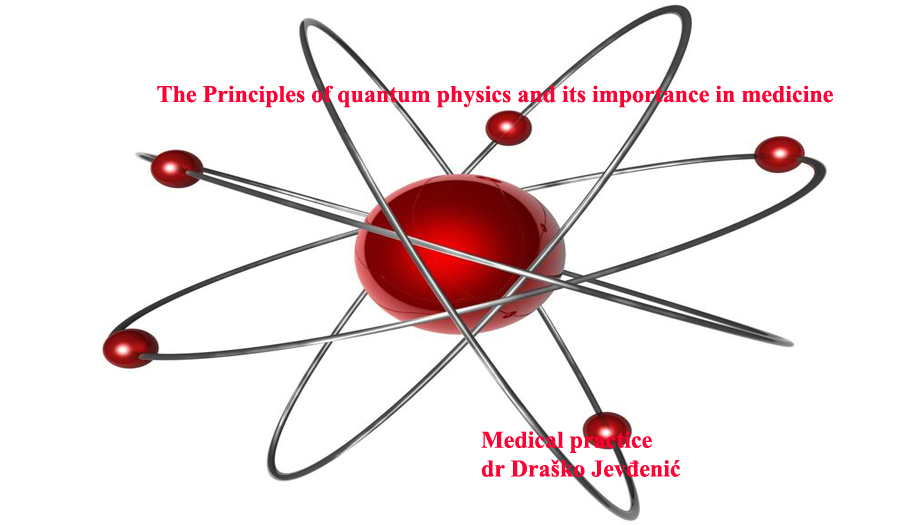 The Principles of quantum physics and its importance in medicine
Medical practice
dr Draško Jevđenić